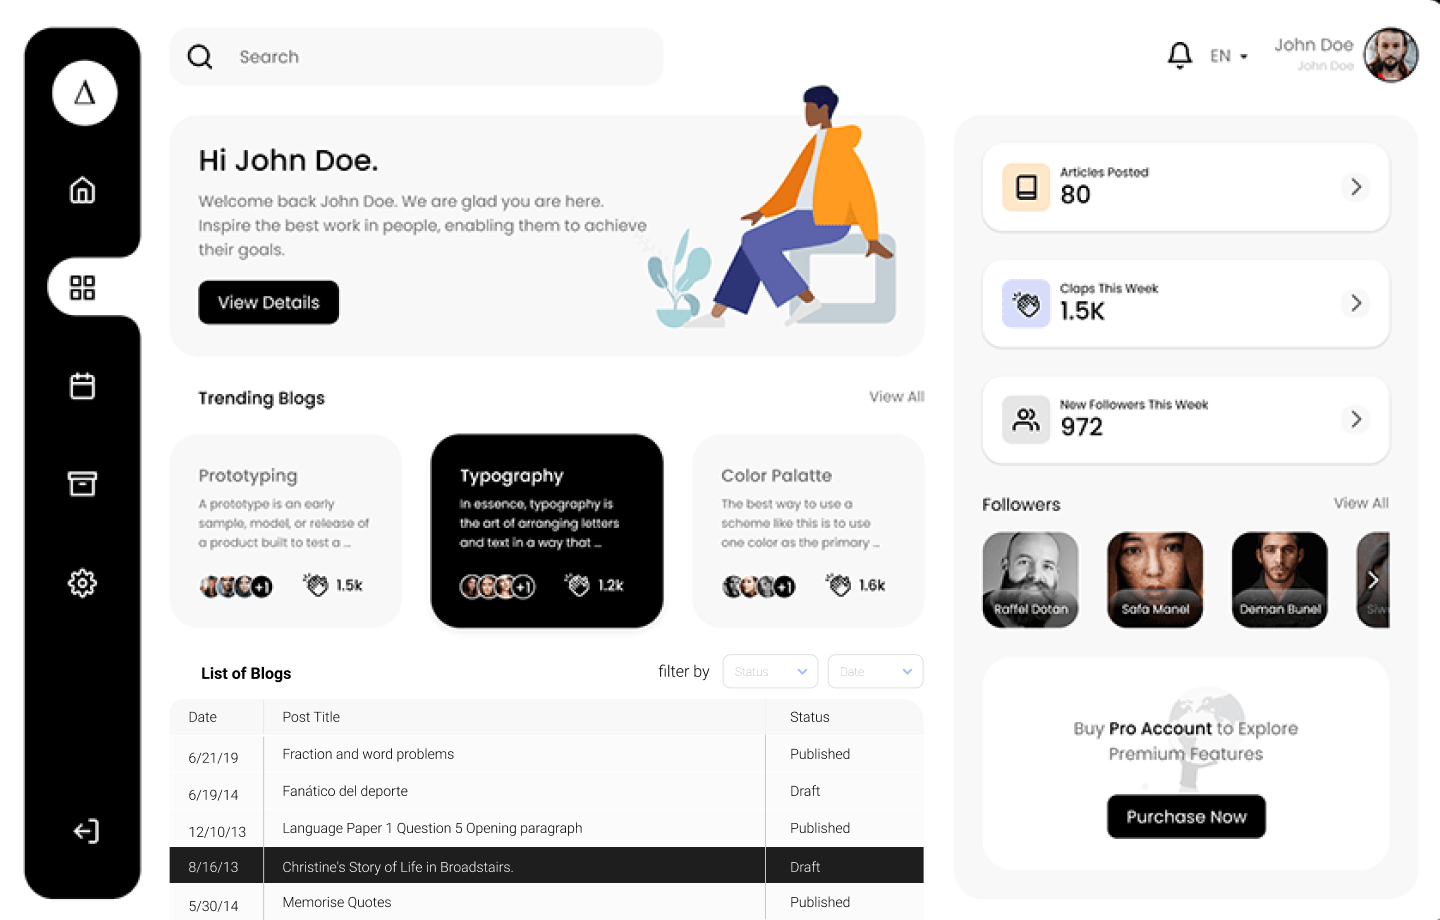 Δ
Search
EN
John Doe
John Doe
Hi John Doe.
Welcome back John Doe. We are glad you are here.
Inspire the best work in people, enabling them to achieve
their goals.
View Details
Articles Posted
80
Claps This Week
1.5K
New Followers This Week
972
Trending Blogs
View All
Prototyping
A prototype is an early
sample, model, or release of
a product built to test a ...
+1
1.5k
Typography
In essence, typography is
the art of arranging letters
and text in a way that ...
+1
1.2k
Color Palatte
The best way to use a
scheme like this is to use
one color as the primary ...
+1
1.6k
Followers
View All
Raffel Dotan
Safa Manel
Deman Bunel
List of Blogs
filter by
Status
Date
Date Post Title Status
6/21/19 Fraction and word problems Published
6/19/14 Fanático del deporte Draft
12/10/13 Language Paper 1 Question 5 Opening paragraph Published
8/16/13 Christine's Story of Life in Broadstairs. Draft
5/30/14 Memorise Quotes Published
Buy Pro Account to Explore
Premium Features
Purchase Now